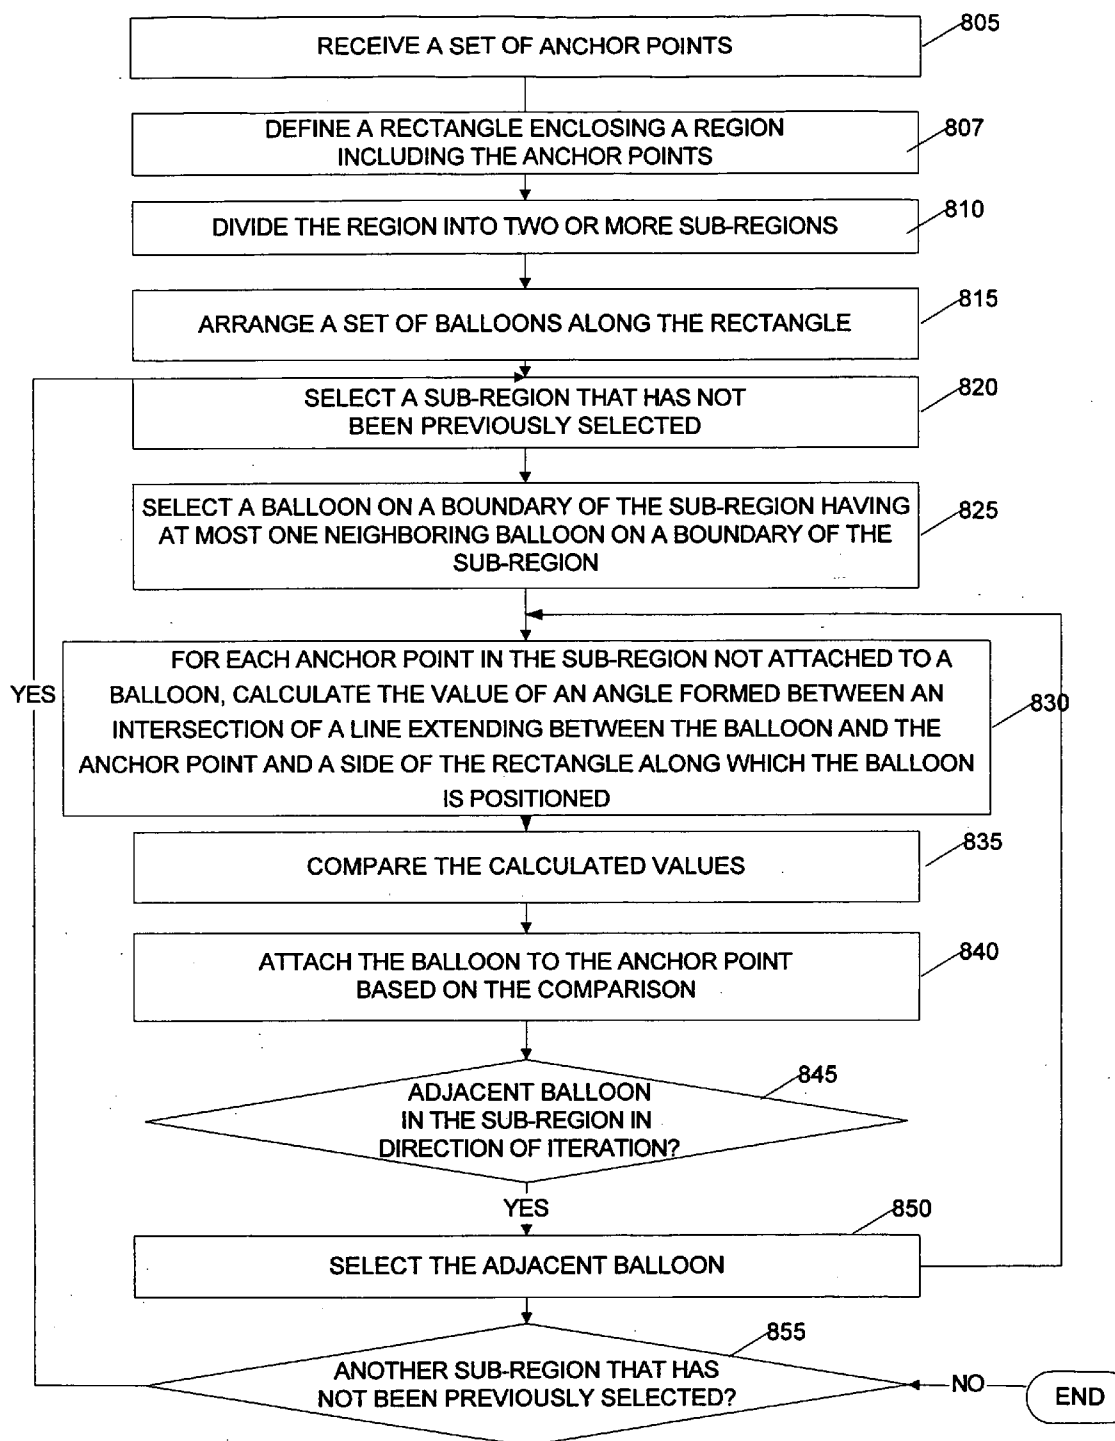 RECEIVE A SET OF ANCHOR POINTS
805
DEFINE A RECTANGLE ENCLOSING A REGION
INCLUDING THE ANCHOR POINTS
807
DIVIDE THE REGION INTO TWO OR MORE SUB-REGIONS
810
ARRANGE A SET OF BALLOONS ALONG THE RECTANGLE
815
SELECT A SUB-REGION THAT HAS NOT
BEEN PREVIOUSLY SELECTED
820
SELECT A BALLOON ON A BOUNDARY OF THE SUB-REGION HAVING
AT MOST ONE NEIGHBORING BALLOON ON A BOUNDARY OF THE
SUB-REGION
825
FOR EACH ANCHOR POINT IN THE SUB-REGION NOT ATTACHED TO A
BALLOON, CALCULATE THE VALUE OF AN ANGLE FORMED BETWEEN AN
INTERSECTION OF A LINE EXTENDING BETWEEN THE BALLOON AND THE
ANCHOR POINT AND A SIDE OF THE RECTANGLE ALONG WHICH THE BALLOON
IS POSITIONED
830
YES
COMPARE THE CALCULATED VALUES
835
ATTACH THE BALLOON TO THE ANCHOR POINT
BASED ON THE COMPARISON
840
ADJACENT BALLOON
IN THE SUB-REGION IN
DIRECTION OF ITERATION?
845
YES
SELECT THE ADJACENT BALLOON
850
ANOTHER SUB-REGION THAT HAS
NOT BEEN PREVIOUSLY SELECTED?
855
NO
END